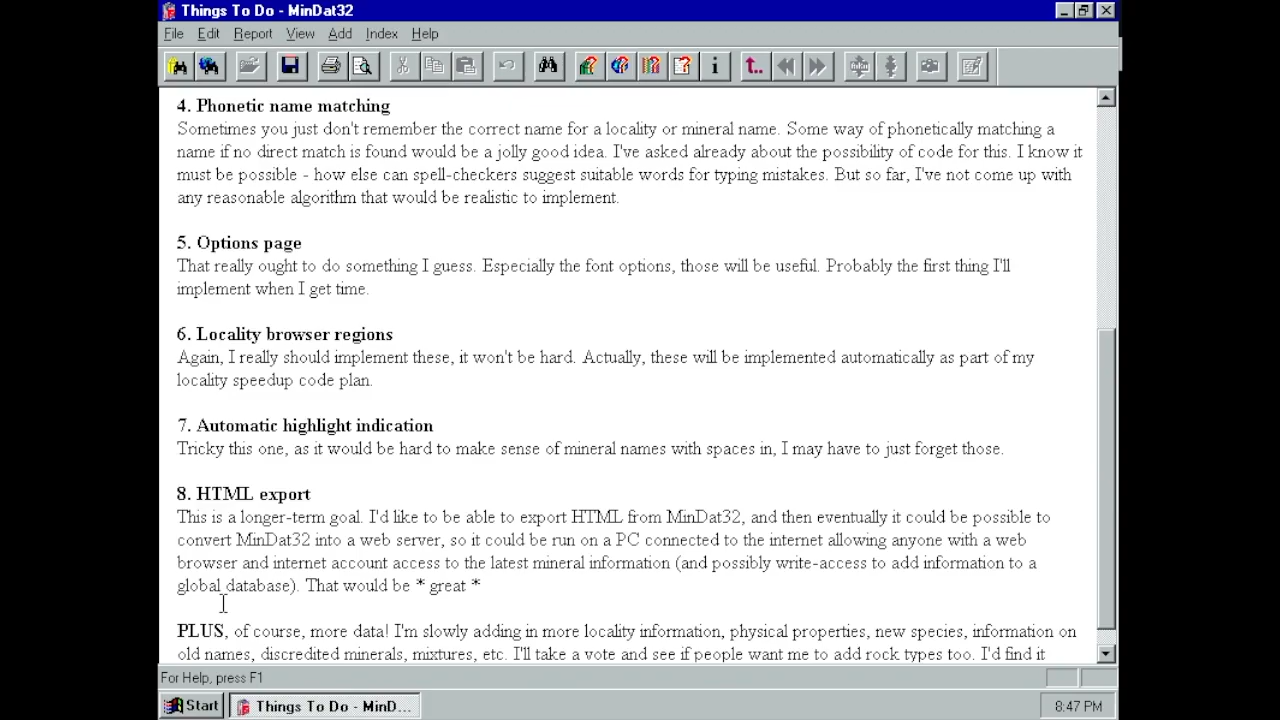 Things To Do - MinDat32
File Edit Report View Add Index Help
4. Phonetic name matching
Sometimes you just don't remember the correct name for a locality or mineral name. Some way of phonetically matching a
name if no direct match is found would be a jolly good idea. I've asked already about the possibility of code for this. I know it
must be possible - how else can spell-checkers suggest suitable words for typing mistakes. But so far, I've not come up with
any reasonable algorithm that would be realistic to implement.
5. Options page
That really ought to do something I guess. Especially the font options, those will be useful. Probably the first thing I'll
implement when I get time.
6. Locality browser regions
Again, I really should implement these, it won't be hard. Actually, these will be implemented automatically as part of my
locality speedup code plan.
7. Automatic highlight indication
Tricky this one, as it would be hard to make sense of mineral names with spaces in, I may have to just forget those.
8. HTML export
This is a longer-term goal. I'd like to be able to export HTML from MinDat32, and then eventually it could be possible to
convert MinDat32 into a web server, so it could be run on a PC connected to the internet allowing anyone with a web
browser and internet account access to the latest mineral information (and possibly write-access to add information to a
global database). That would be * great *
PLUS, of course, more data! I'm slowly adding in more locality information, physical properties, new species, information on
old names, discredited minerals, mixtures, etc. I'll take a vote and see if people want me to add rock types too. I'd find it
For Help, press F1
Start Things To Do - MinD... 8:47 PM